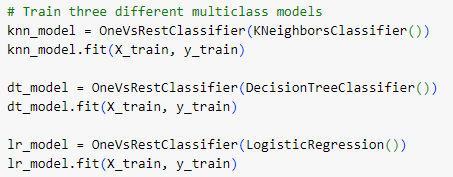 # Train three different multiclass models
knn_model = OneVsRestClassifier(KNeighborsClassifier())
knn_model.fit(X_train, y_train)
dt_model = OneVsRestClassifier(DecisionTreeClassifier())
dt_model.fit(X_train, y_train)
lr_model = OneVsRestClassifier(LogisticRegression())
lr_model.fit(X_train, y_train)